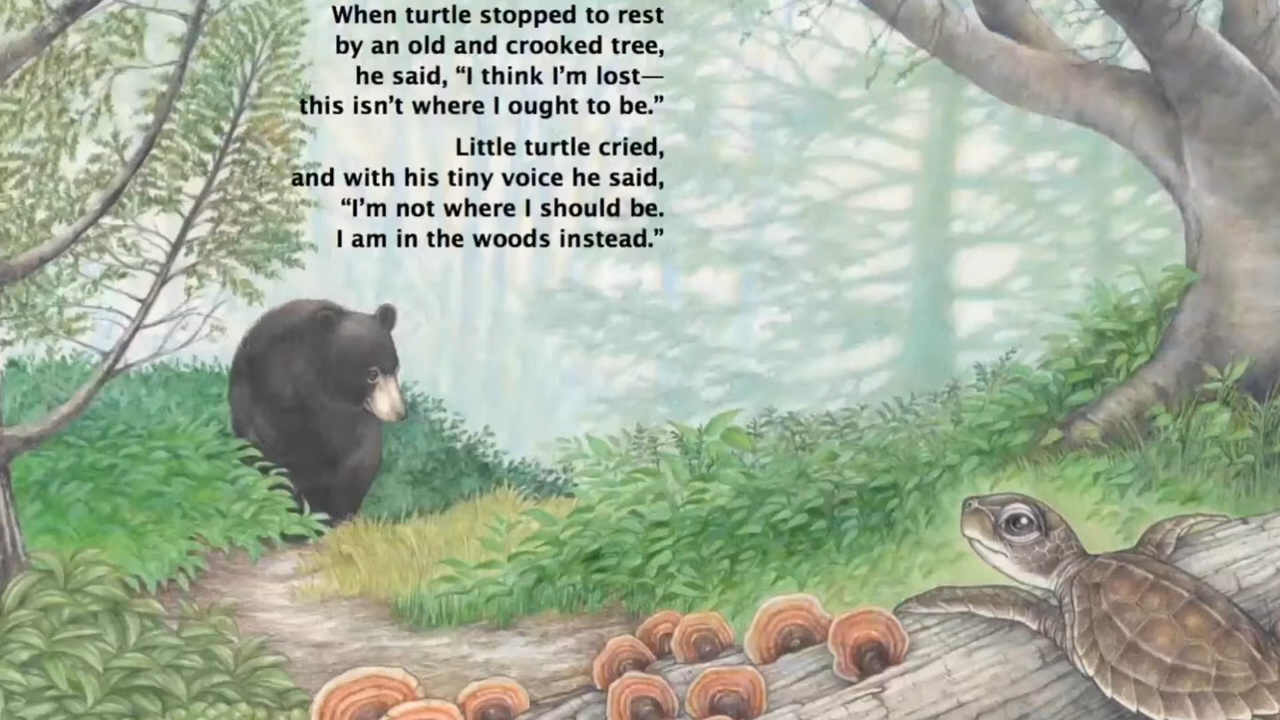 When turtle stopped to rest
by an old and crooked tree,
he said, “I think I’m lost—
this isn’t where I ought to be.”
Little turtle cried,
and with his tiny voice he said,
“I’m not where I should be.
I am in the woods instead.”